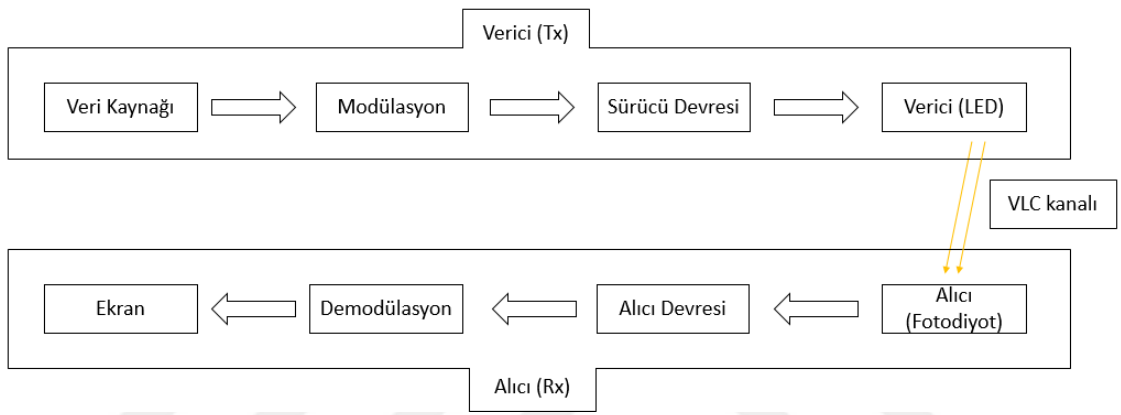 Verici (Tx)
Veri Kaynağı
Modülasyon
Sürücü Devresi
Verici (LED)
VLC kanalı
Ekran
Demodülasyon
Alıcı Devresi
Alıcı
(Fotodiyot)
Alıcı (Rx)